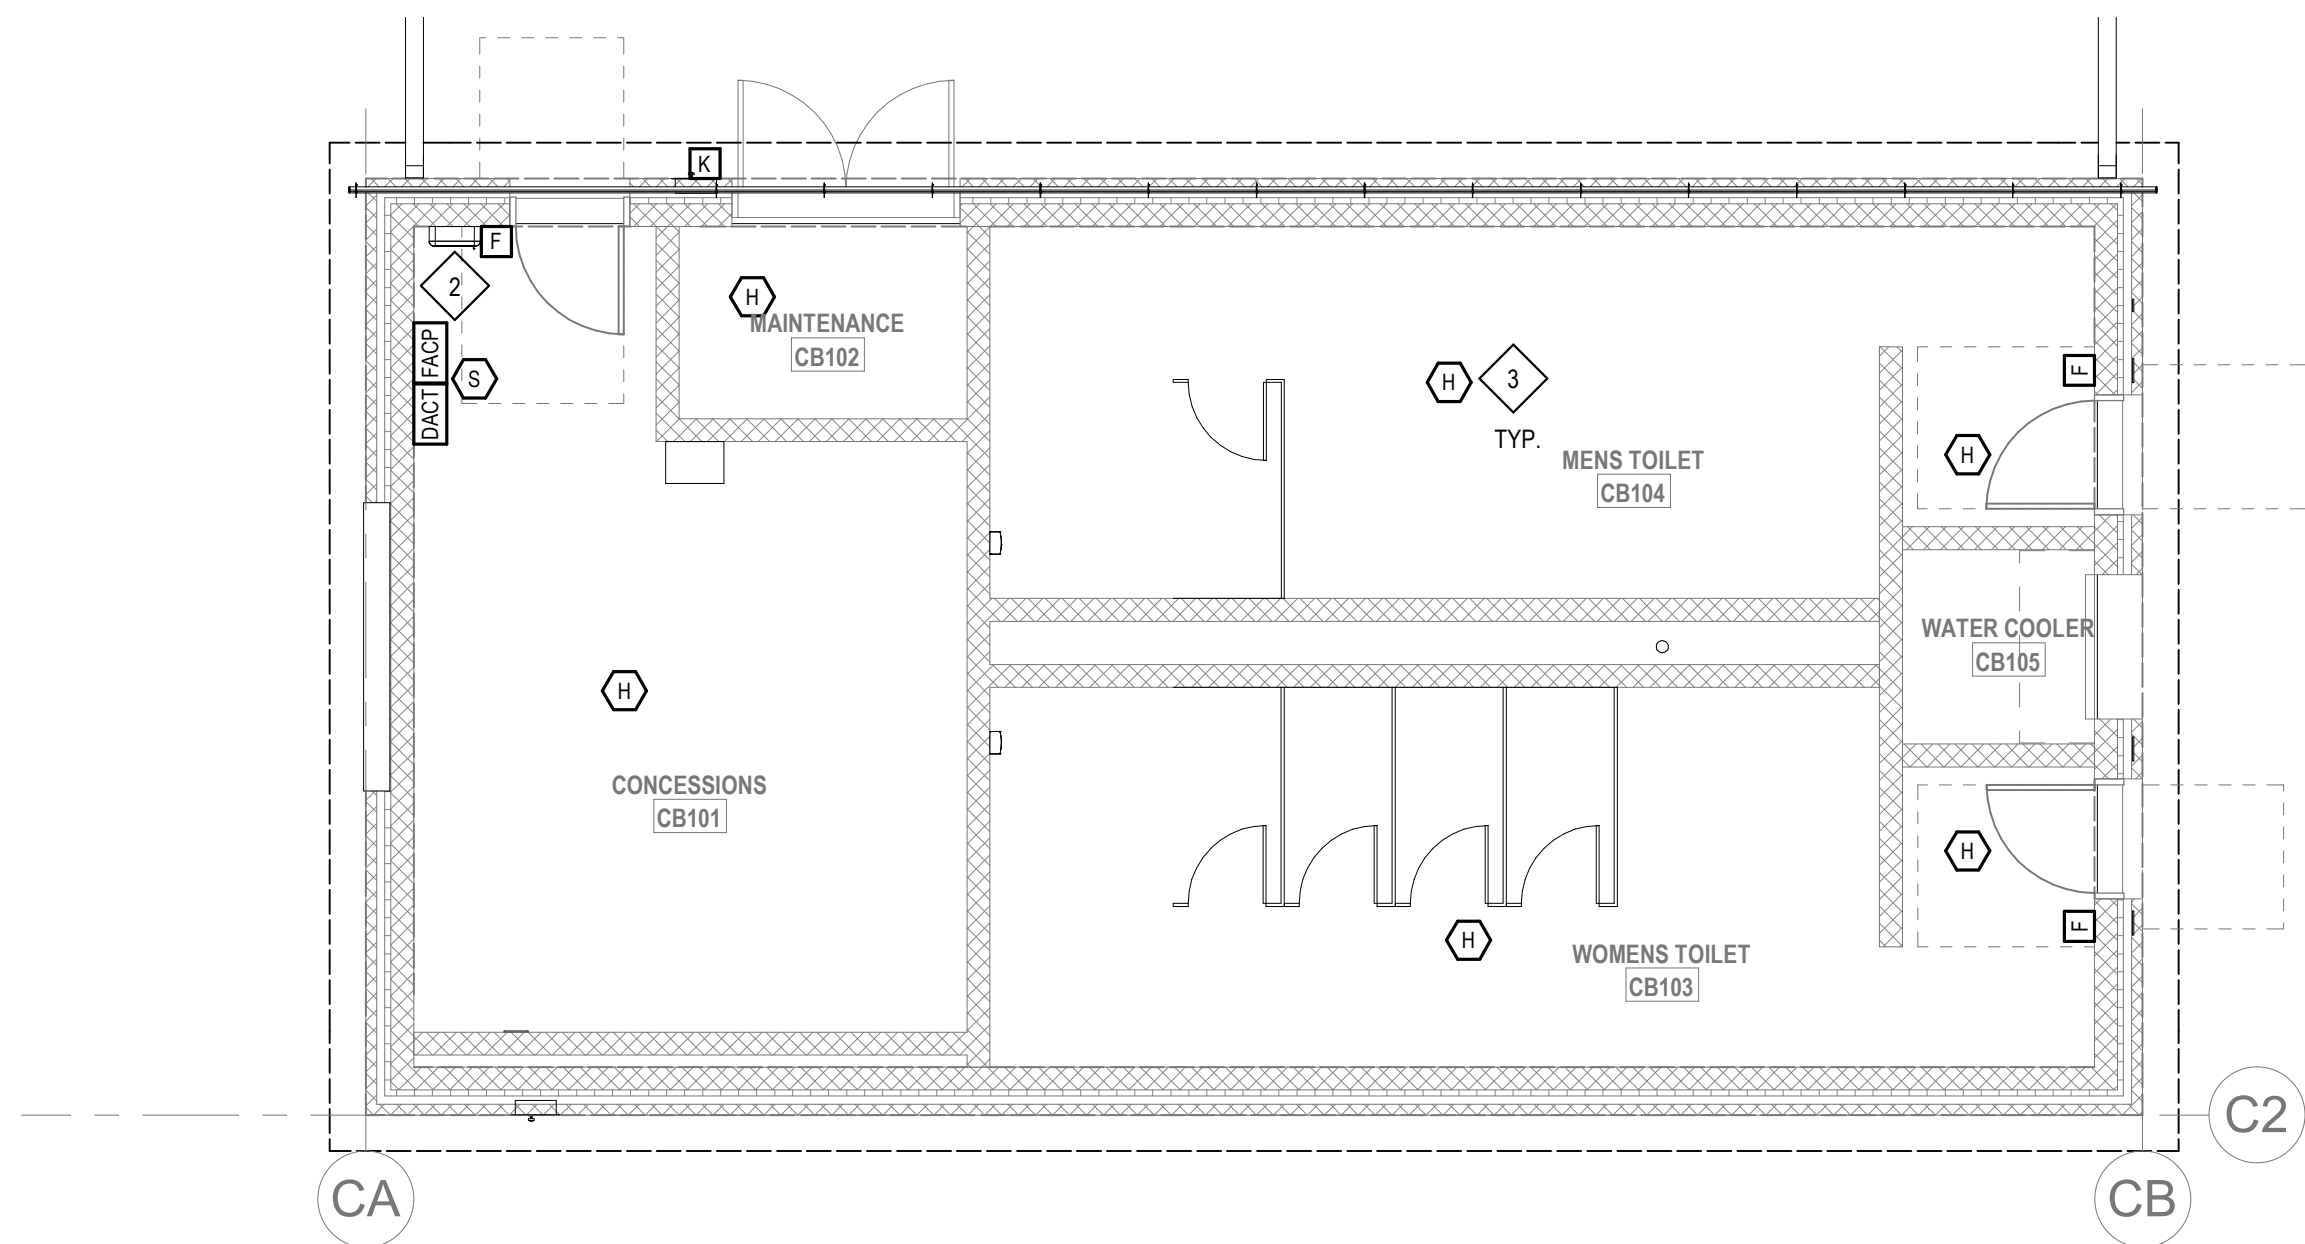 K
F
2
H
MAINTENANCE
CB102
FACP
S
DACT
H
3
TYP.
F
MENS TOILET
CB104
H
WATER COOLER
CB105
H
CONCESSIONS
CB101
H
H
F
WOMENS TOILET
CB103
C2
CA
CB